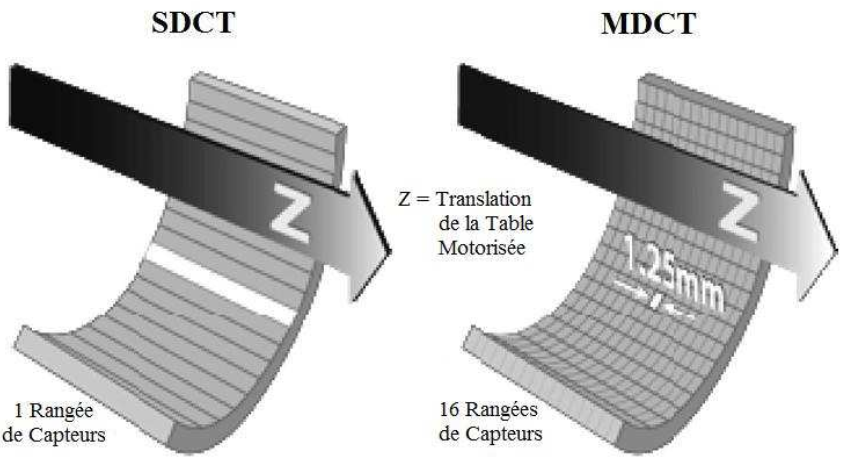 SDCT
MDCT
Z
Z = Translation
de la Table
Motorisée
Z
1.25mm
1 Rangée
de Capteurs
16 Rangées
de Capteurs